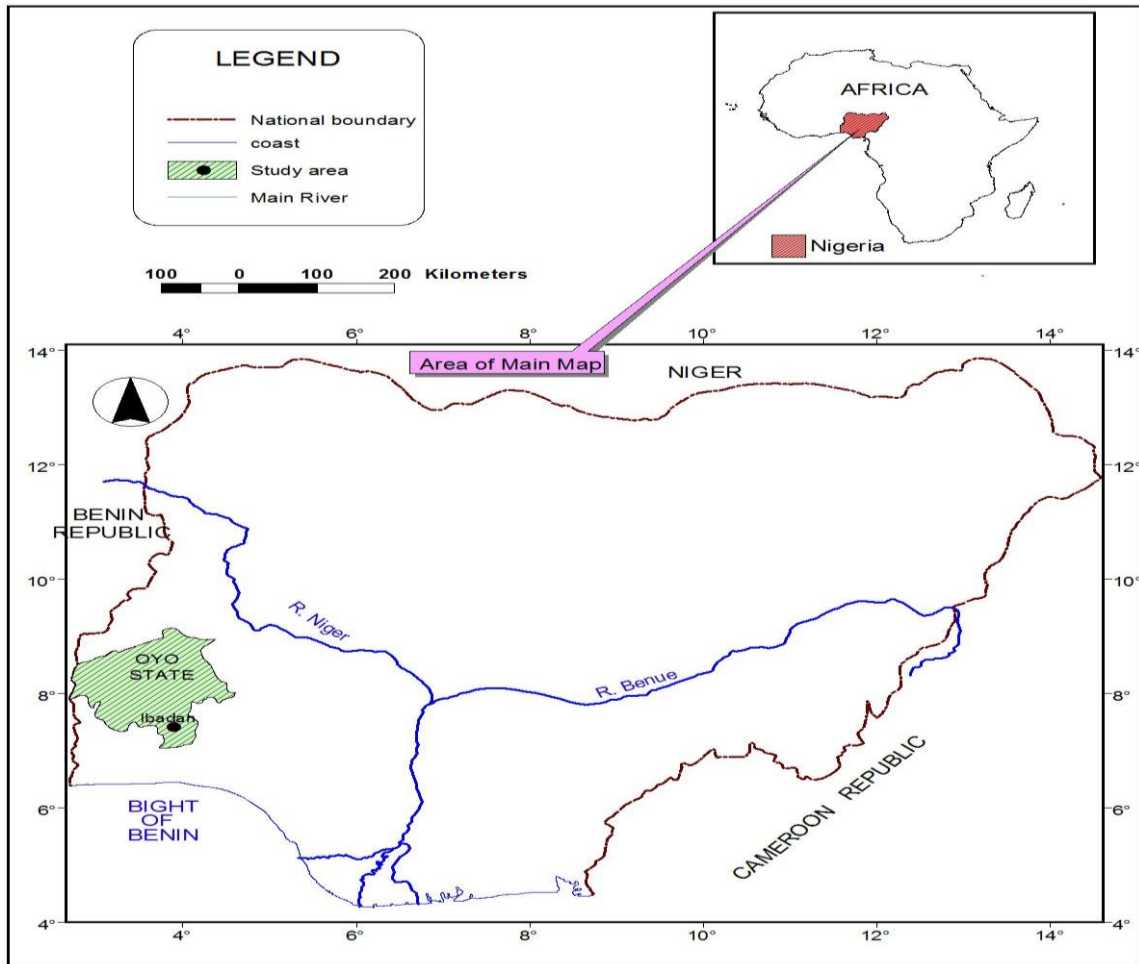 LEGEND
National boundary
coast
Study area
Main River
AFRICA
Nigeria
100 0 100 200 Kilometers
4° 6° 8° 10° 12° 14°
Area of Main Map
NIGER
14° 14°
12° 12°
BENIN
REPUBLIC
10° 10°
R. Niger
OYO
STATE
R. Benue
8° 8°
Ibadan
6° 6°
BIGHT
OF
BENIN
CAMEROON REPUBLIC
4° 4°
4° 6° 8° 10° 12° 14°